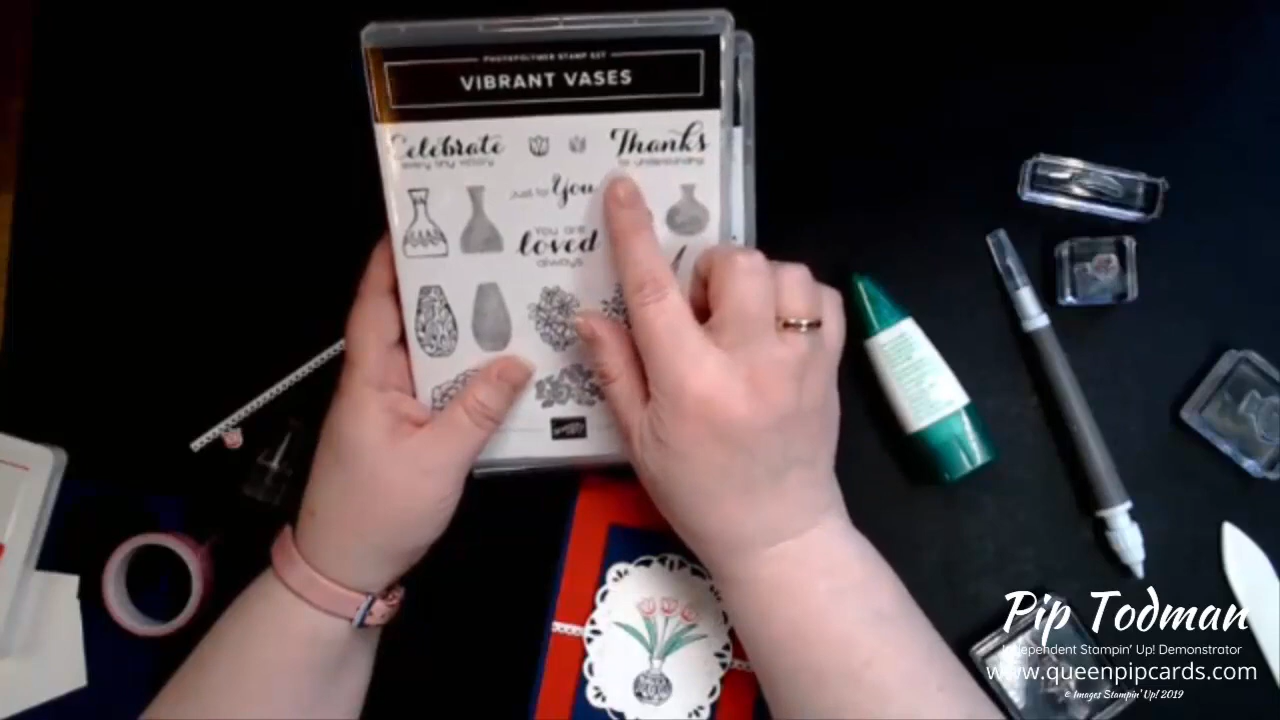 PHOTOPOLYMER STAMP SET
VIBRANT VASES
Celebrate
every tiny victory
Thanks
understanding
Just for You
You are
loved
always
Pip Todman
Independent Stampin' Up! Demonstrator
www.queenpipcards.com
© Images Stampin' Up! 2019